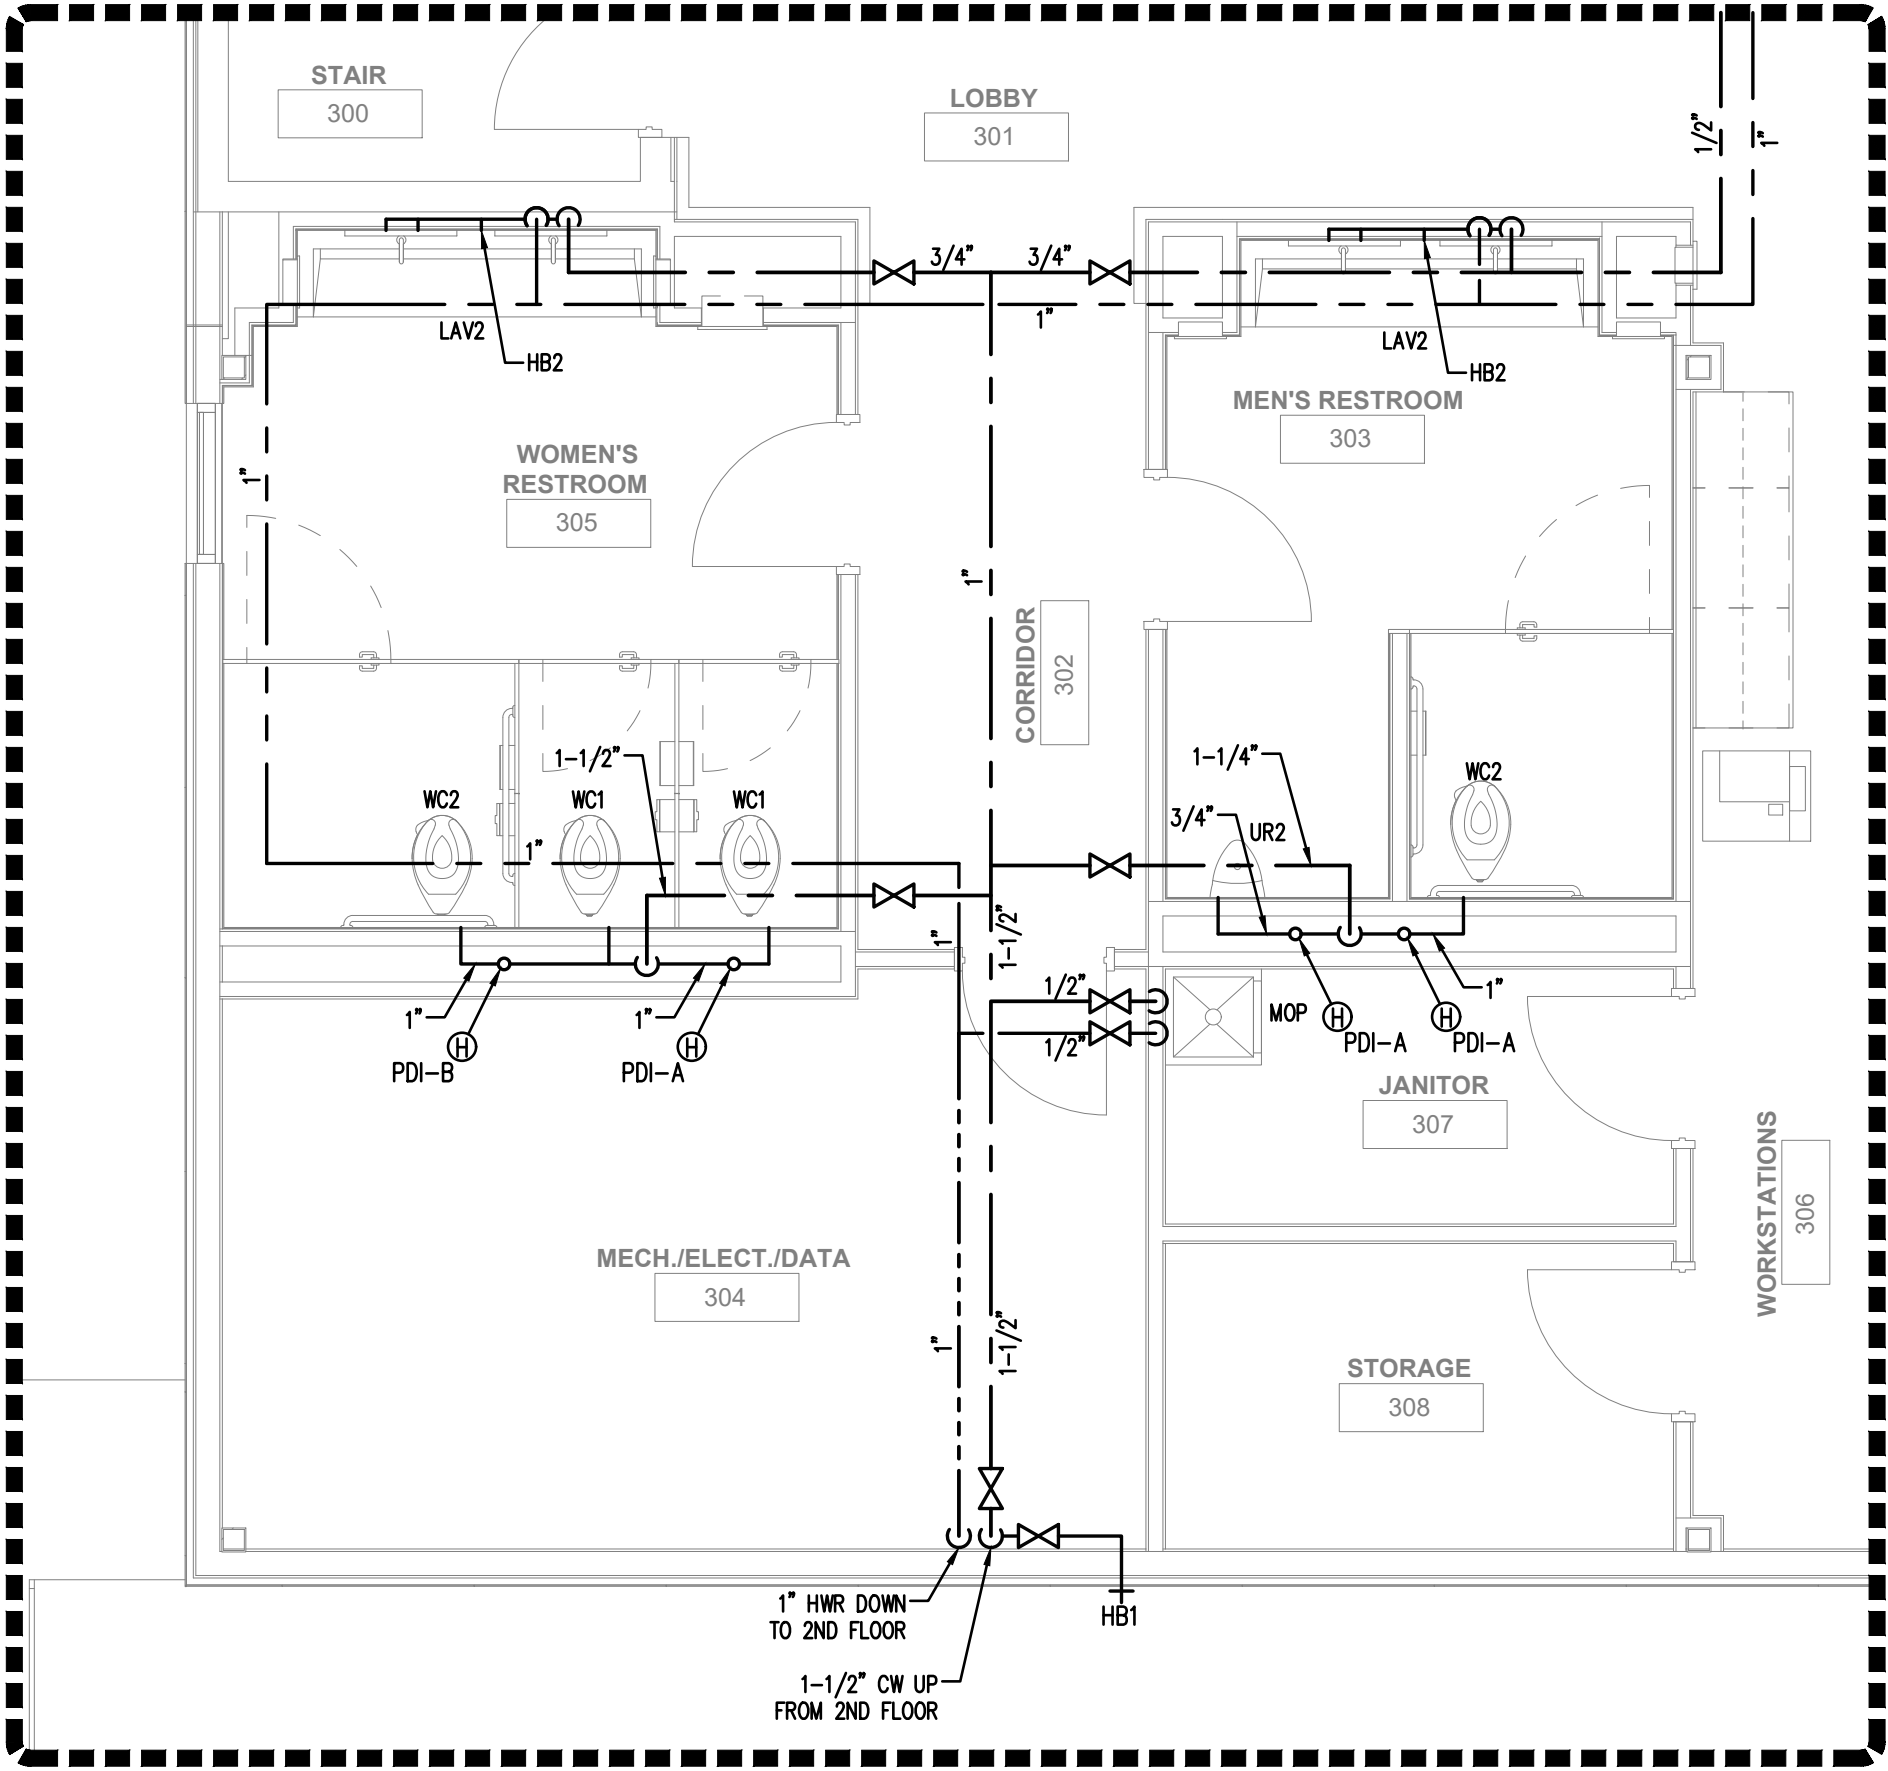 STAIR
300
LOBBY
301
1/2"
1"
3/4"
3/4"
1"
LAV2
HB2
LAV2
HB2
MEN'S RESTROOM
303
WOMEN'S
RESTROOM
305
1"
1"
CORRIDOR
302
1-1/2"
1-1/4"
3/4"
UR2
WC2
WC2
WC1
WC1
1"
1"
1-1/2"
1/2"
1/2"
1"
1"
H
H
PDI-B
PDI-A
MOP
H
H
1"
PDI-A
PDI-A
JANITOR
307
WORKSTATIONS
306
MECH./ELECT./DATA
304
1"
1-1/2"
STORAGE
308
1" HWR DOWN
TO 2ND FLOOR
HB1
1-1/2" CW UP
FROM 2ND FLOOR